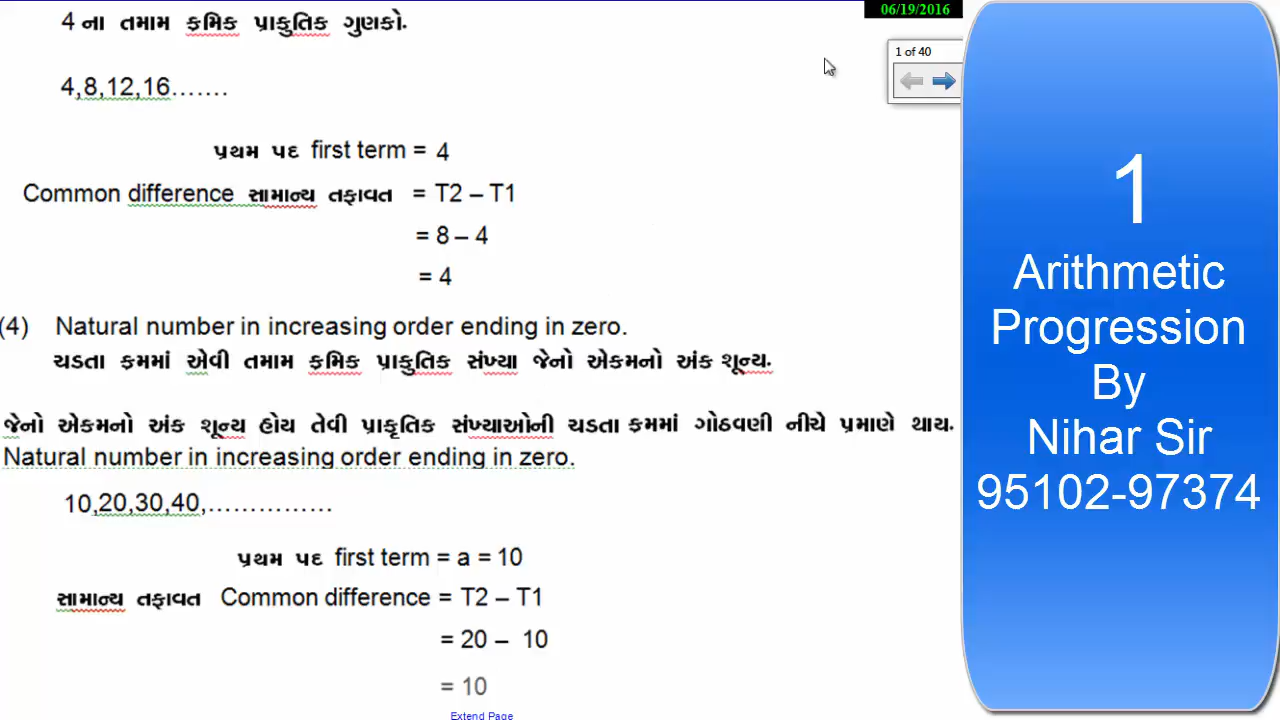 4 ના તમામ ક્રમિક પ્રાકૃતિક ગુણકો.
06/19/2016
1 of 40
4,8,12,16.......
પ્રથમ પદ first term = 4
Common difference સામાન્ય તફાવત = T2 – T1
= 8 – 4
= 4
(4) Natural number in increasing order ending in zero.
ચડતા ક્રમમાં એવી તમામ ક્રમિક પ્રાકૃતિક સંખ્યા જેનો એકમનો અંક શૂન્ય.
જેનો એકમનો અંક શૂન્ય હોય તેવી પ્રાકૃતિક સંખ્યાઓની ચડતા ક્રમમાં ગોઠવણી નીચે પ્રમાણે થાય.
Natural number in increasing order ending in zero.
10,20,30,40,...............
પ્રથમ પદ first term = a = 10
સામાન્ય તફાવત Common difference = T2 – T1
= 20 – 10
= 10
Extend Page
1
Arithmetic
Progression
By
Nihar Sir
95102-97374